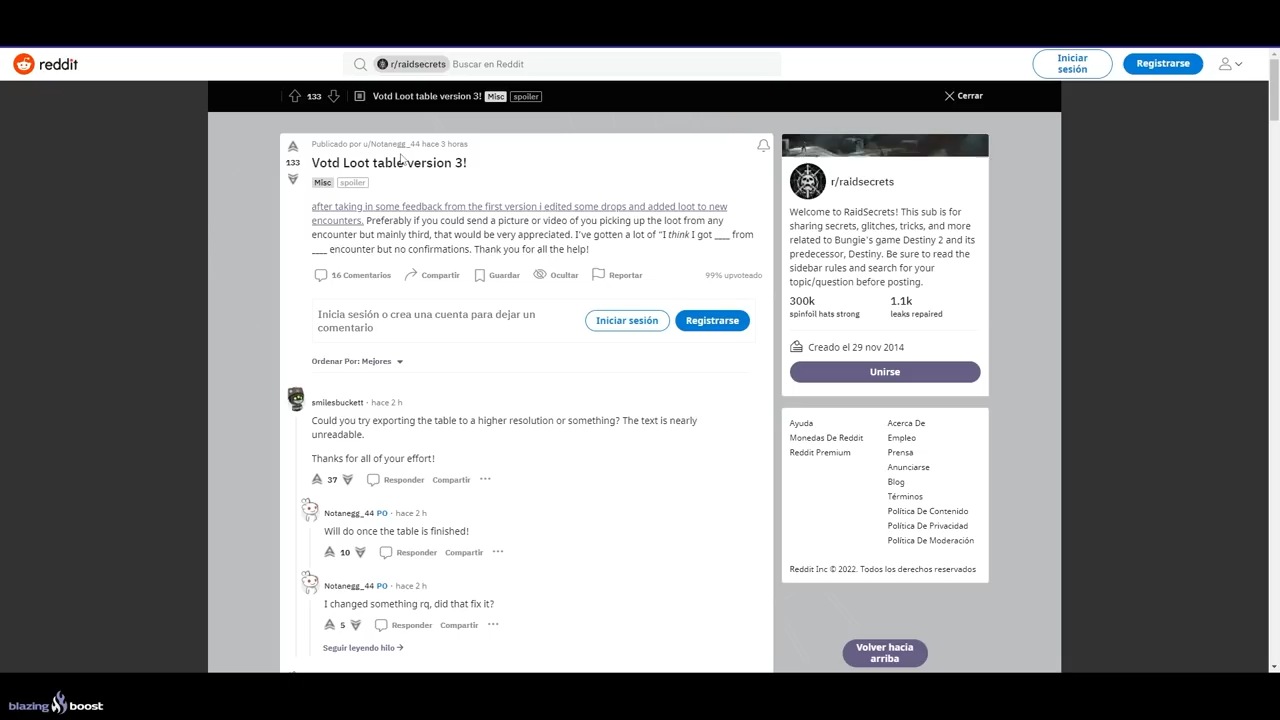 reddit
r/raidsecrets Buscar en Reddit
Iniciar
sesión
Registrarse
133 Votd Loot table version 3! Misc spoiler
Cerrar
Publicado por u/Notanegg_44 hace 3 horas
133
Votd Loot table version 3!
Misc spoiler
after taking in some feedback from the first version i edited some drops and added loot to new
encounters. Preferably if you could send a picture or video of you picking up the loot from any
encounter but mainly third, that would be very appreciated. I've gotten a lot of "I think I got ____ from
____ encounter but no confirmations. Thank you for all the help!
16 Comentarios Compartir Guardar Ocultar Reportar 99% upvoteado
Inicia sesión o crea una cuenta para dejar un
comentario
Iniciar sesión Registrarse
Ordenar Por: Mejores
smilesbuckett · hace 2 h
Could you try exporting the table to a higher resolution or something? The text is nearly
unreadable.
Thanks for all of your effort!
37 Responder Compartir ···
Notanegg_44 PO · hace 2 h
Will do once the table is finished!
10 Responder Compartir ···
Notanegg_44 PO · hace 2 h
I changed something rq, did that fix it?
5 Responder Compartir ···
Seguir leyendo hilo
r/raidsecrets
Welcome to RaidSecrets! This sub is for
sharing secrets, glitches, tricks, and more
related to Bungie's game Destiny 2 and its
predecessor, Destiny. Be sure to read the
sidebar rules and search for your
topic/question before posting.
300k 1.1k
spinfoil hats strong leaks repaired
Creado el 29 nov 2014
Unirse
Ayuda Acerca De
Monedas De Reddit Empleo
Reddit Premium Prensa
Anunciarse
Blog
Términos
Política De Contenido
Política De Privacidad
Política De Moderación
Reddit Inc © 2022. Todos los derechos reservados
Volver hacia
arriba
blazing boost